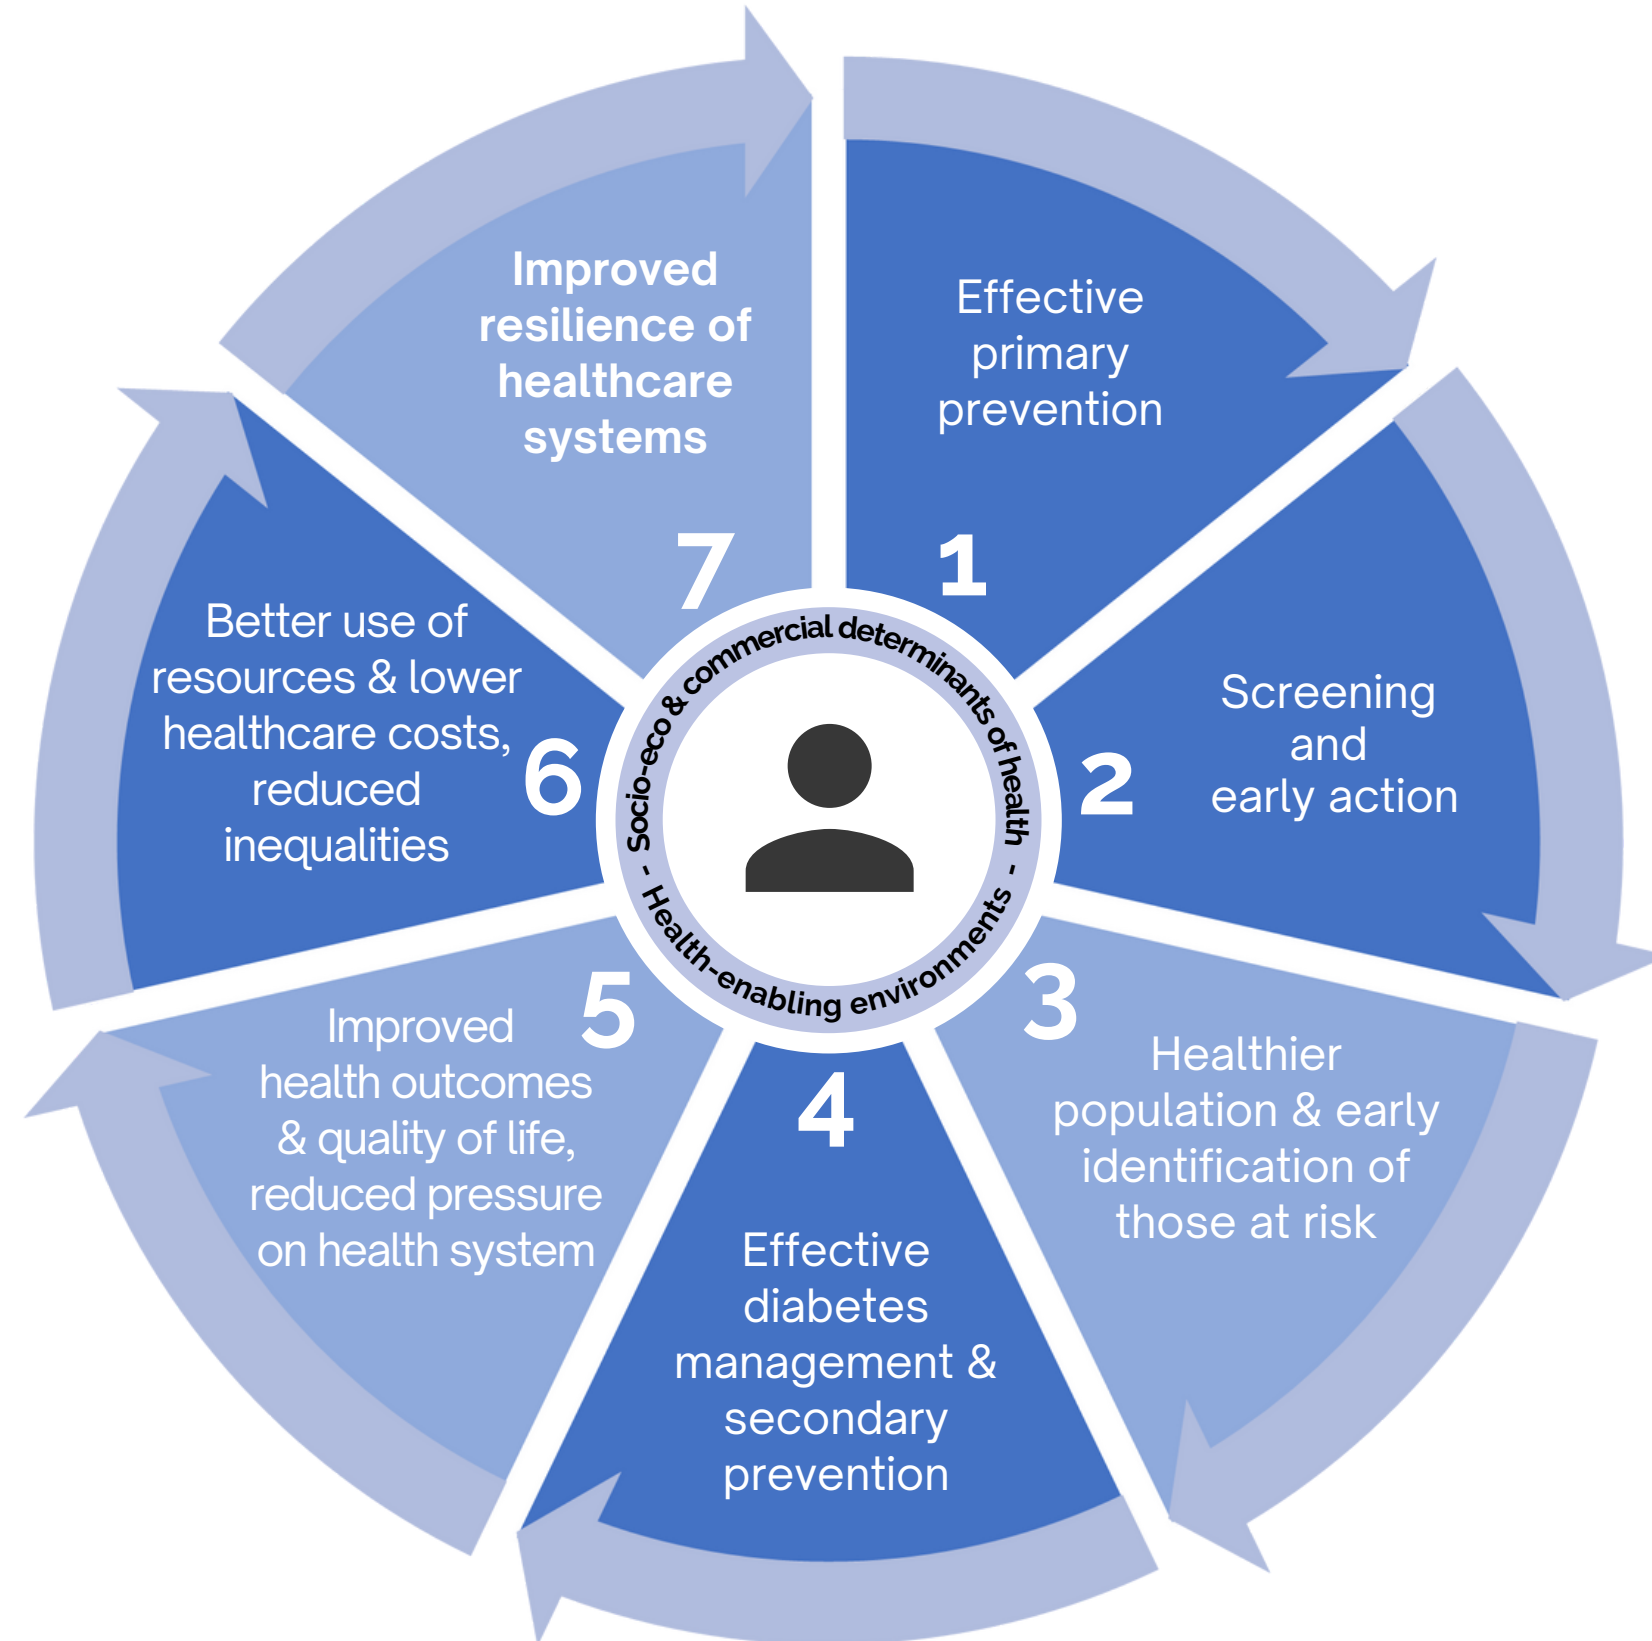 Effective
primary
prevention
1
Screening
and
early action
2
3
Healthier
population & early
identification of
those at risk
4
Effective
diabetes
management &
secondary
prevention
5
Improved
health outcomes
& quality of life,
reduced pressure
on health system
6
Better use of
resources & lower
healthcare costs,
reduced
inequalities
Improved
resilience of
healthcare
systems
7
Socio-eco & commercial determinants of health -
Health-enabling environments -